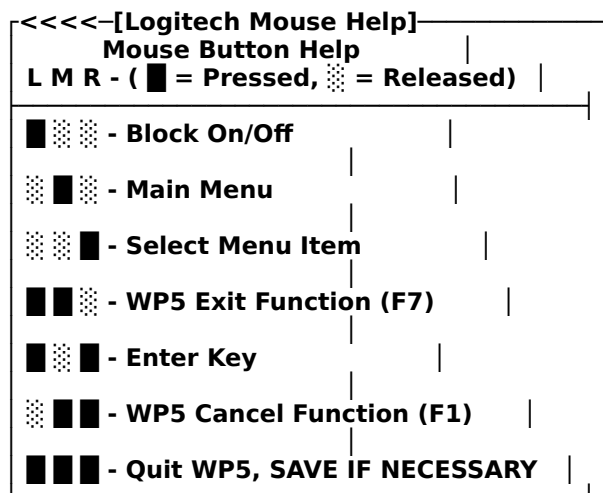 <<<<─[Logitech Mouse Help]
Mouse Button Help
L M R - ( █ = Pressed, ░ = Released)
█ ░ ░ - Block On/Off
░ █ ░ - Main Menu
░ ░ █ - Select Menu Item
█ █ ░ - WP5 Exit Function (F7)
█ ░ █ - Enter Key
░ █ █ - WP5 Cancel Function (F1)
█ █ █ - Quit WP5, SAVE IF NECESSARY